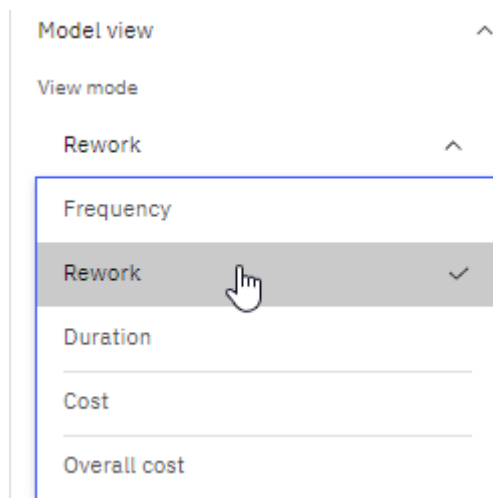 Model view
View mode
Rework
Frequency
Rework
Duration
Cost
Overall cost